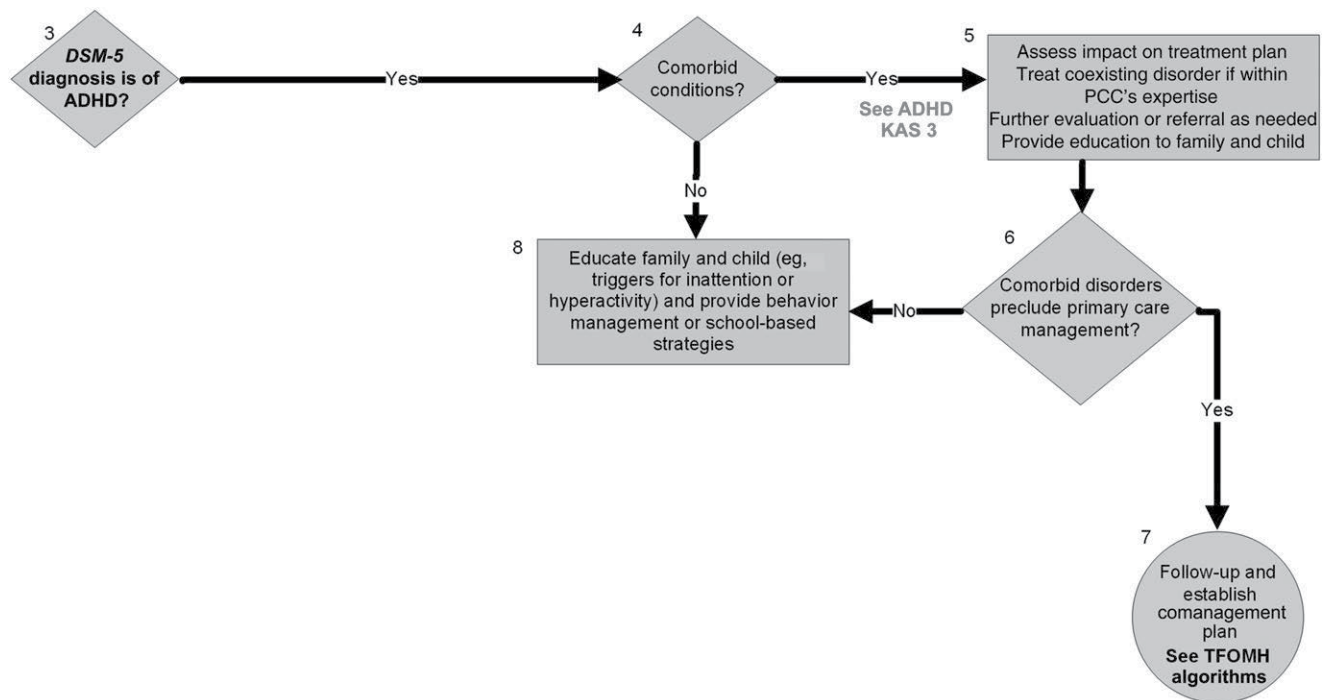 3
DSM-5
diagnosis is of
ADHD?
Yes
4
Comorbid
conditions?
Yes
See ADHD
KAS 3
5
Assess impact on treatment plan
Treat coexisting disorder if within
PCC's expertise
Further evaluation or referral as needed
Provide education to family and child
No
8
Educate family and child (eg,
triggers for inattention or
hyperactivity) and provide behavior
management or school-based
strategies
No
6
Comorbid disorders
preclude primary care
management?
Yes
7
Follow-up and
establish
comanagement
plan
See TFOMH
algorithms